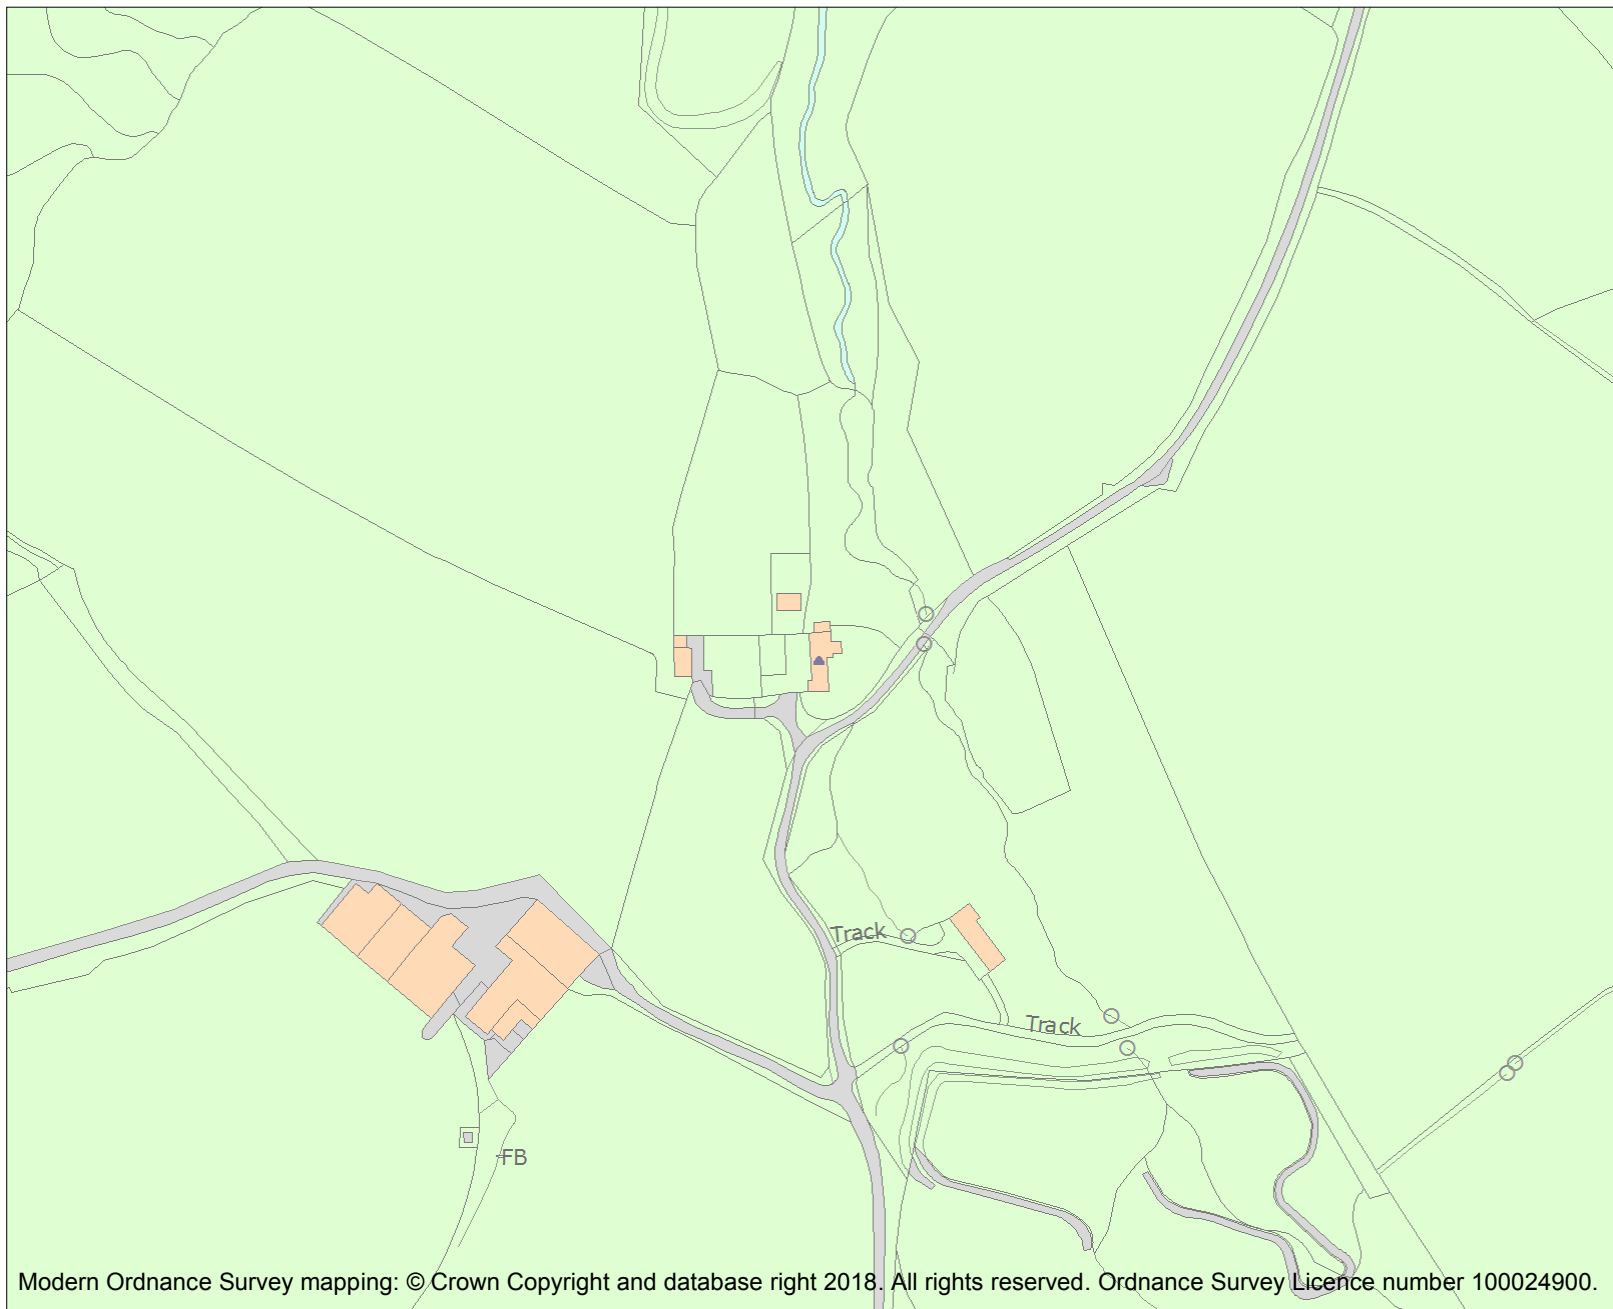 Track
Track
FB
Modern Ordnance Survey mapping: © Crown Copyright and database right 2018. All rights reserved. Ordnance Survey Licence number 100024900.